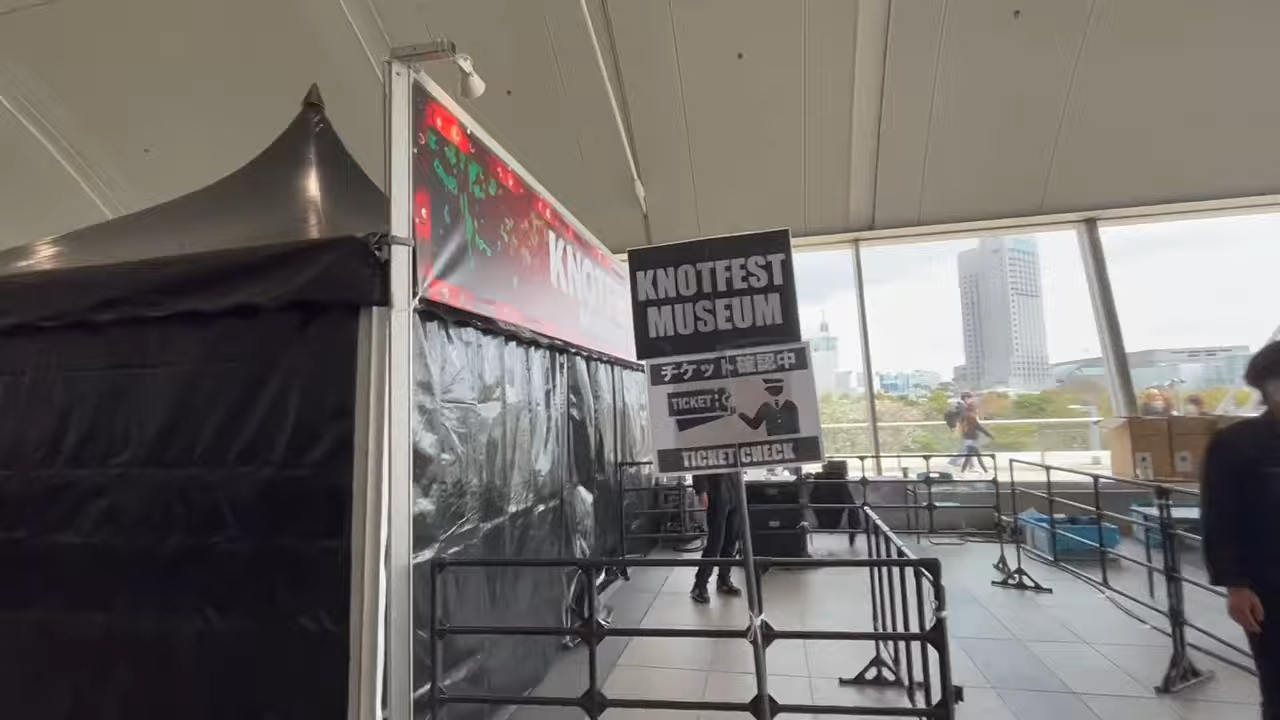 KNOTFEST
MUSEUM
チケット確認中
TICKET
TICKET CHECK